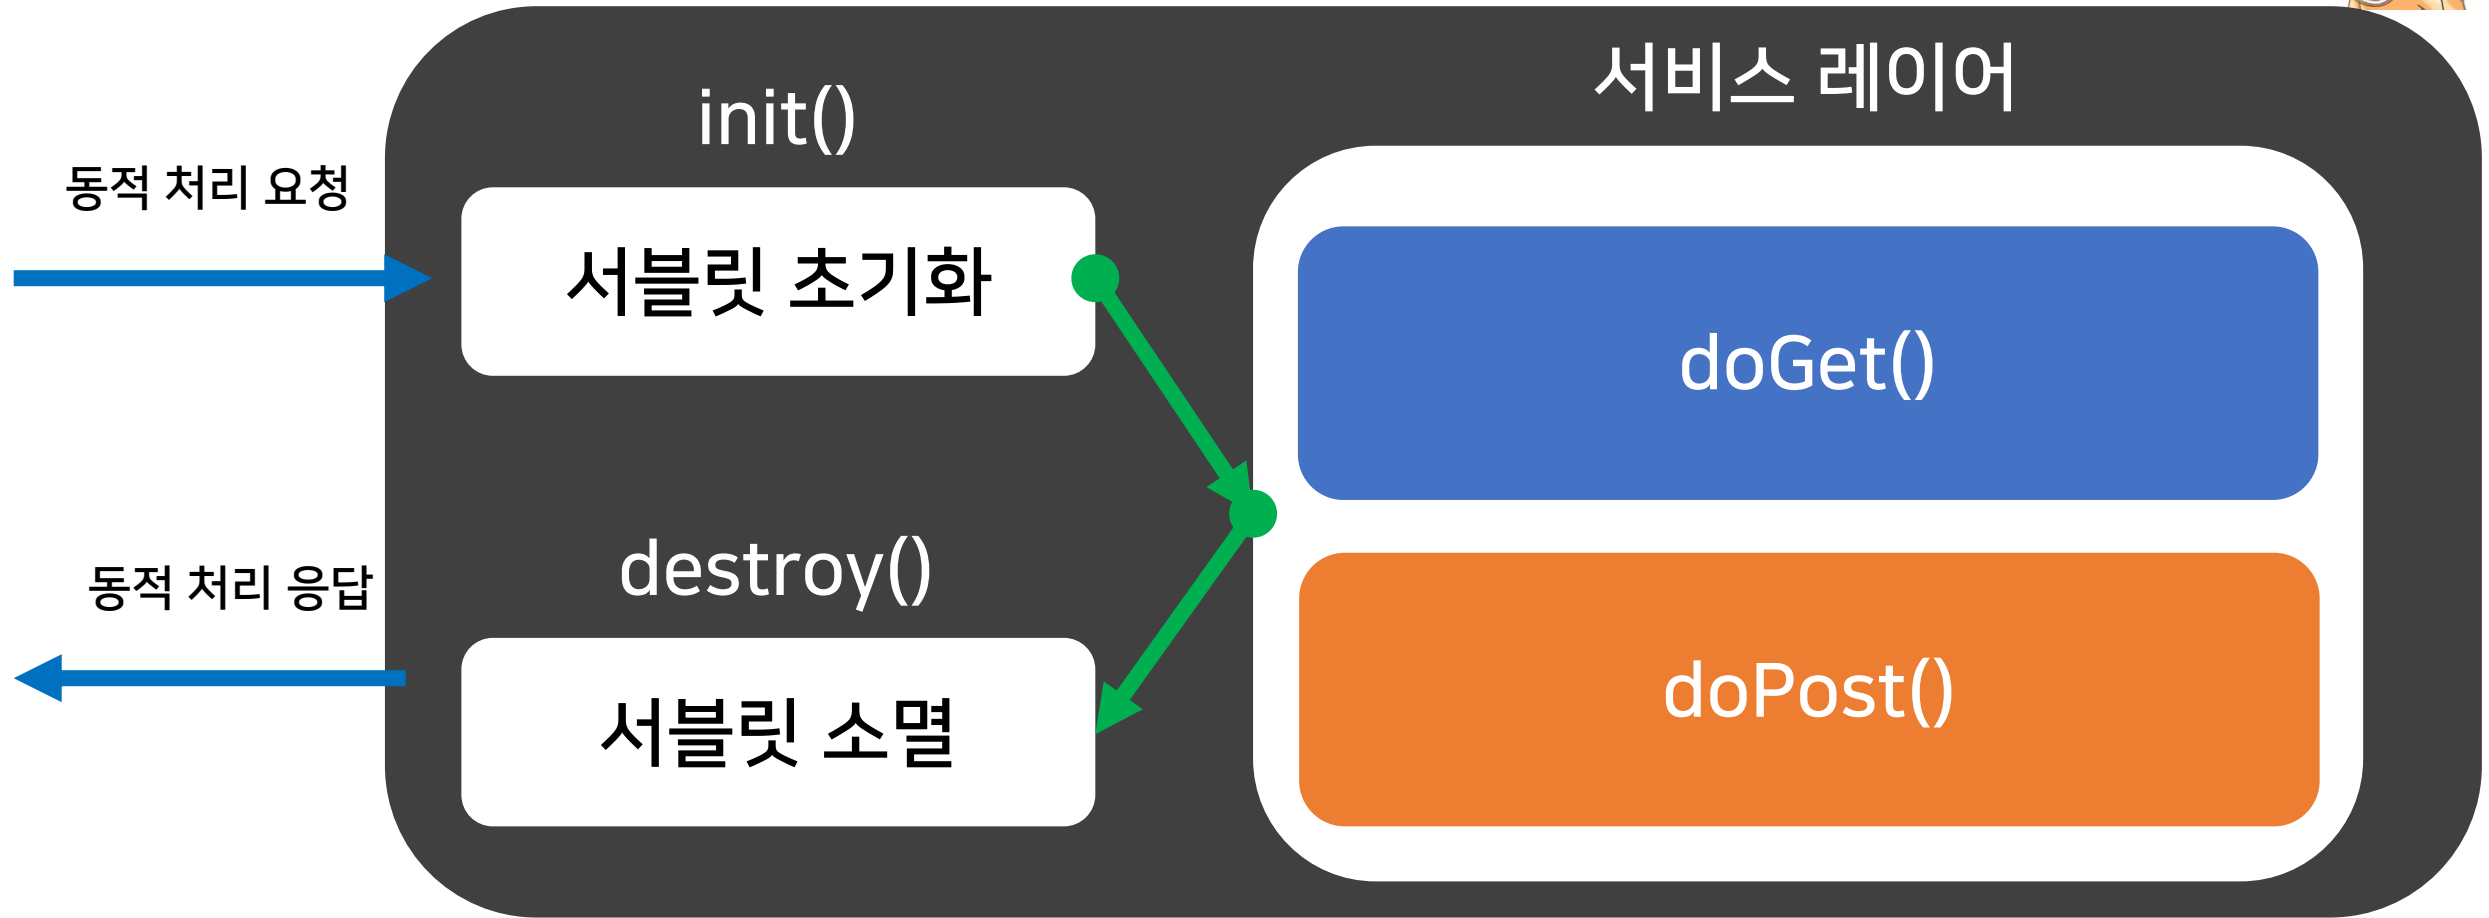 동적 처리 요청
init()
서블릿 초기화
동적 처리 응답
destroy()
서블릿 소멸
서비스 레이어
doGet()
doPost()